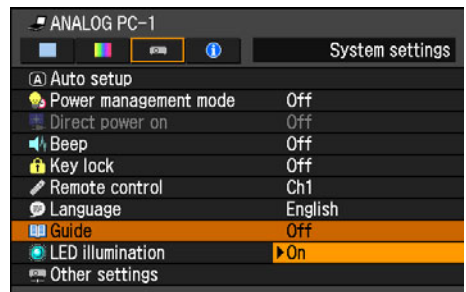 ANALOG PC-1
System settings
A Auto setup
Power management mode Off
Direct power on Off
Beep Off
Key lock Off
Remote control Ch1
Language English
Guide Off
LED illumination On
Other settings